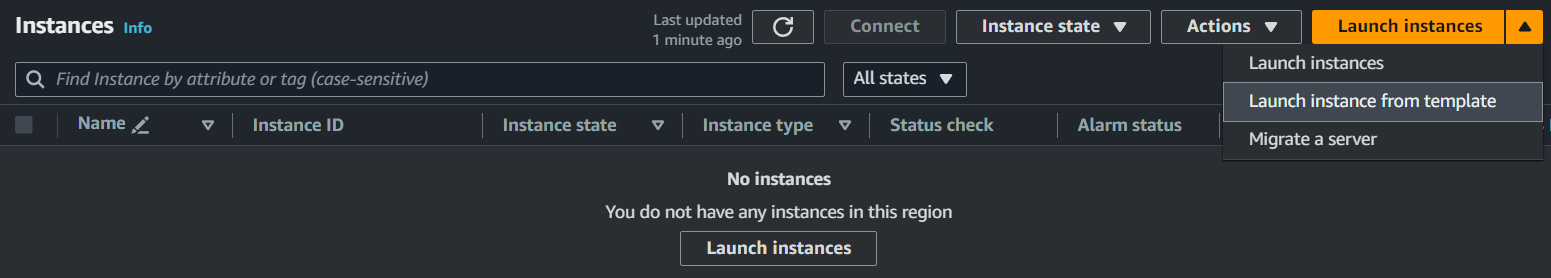 Instances Info
Last updated
1 minute ago
Connect
Instance state
Actions
Launch instances
Find Instance by attribute or tag (case-sensitive)
All states
Launch instances
Launch instance from template
Migrate a server
Name
Instance ID
Instance state
Instance type
Status check
Alarm status
No instances
You do not have any instances in this region
Launch instances